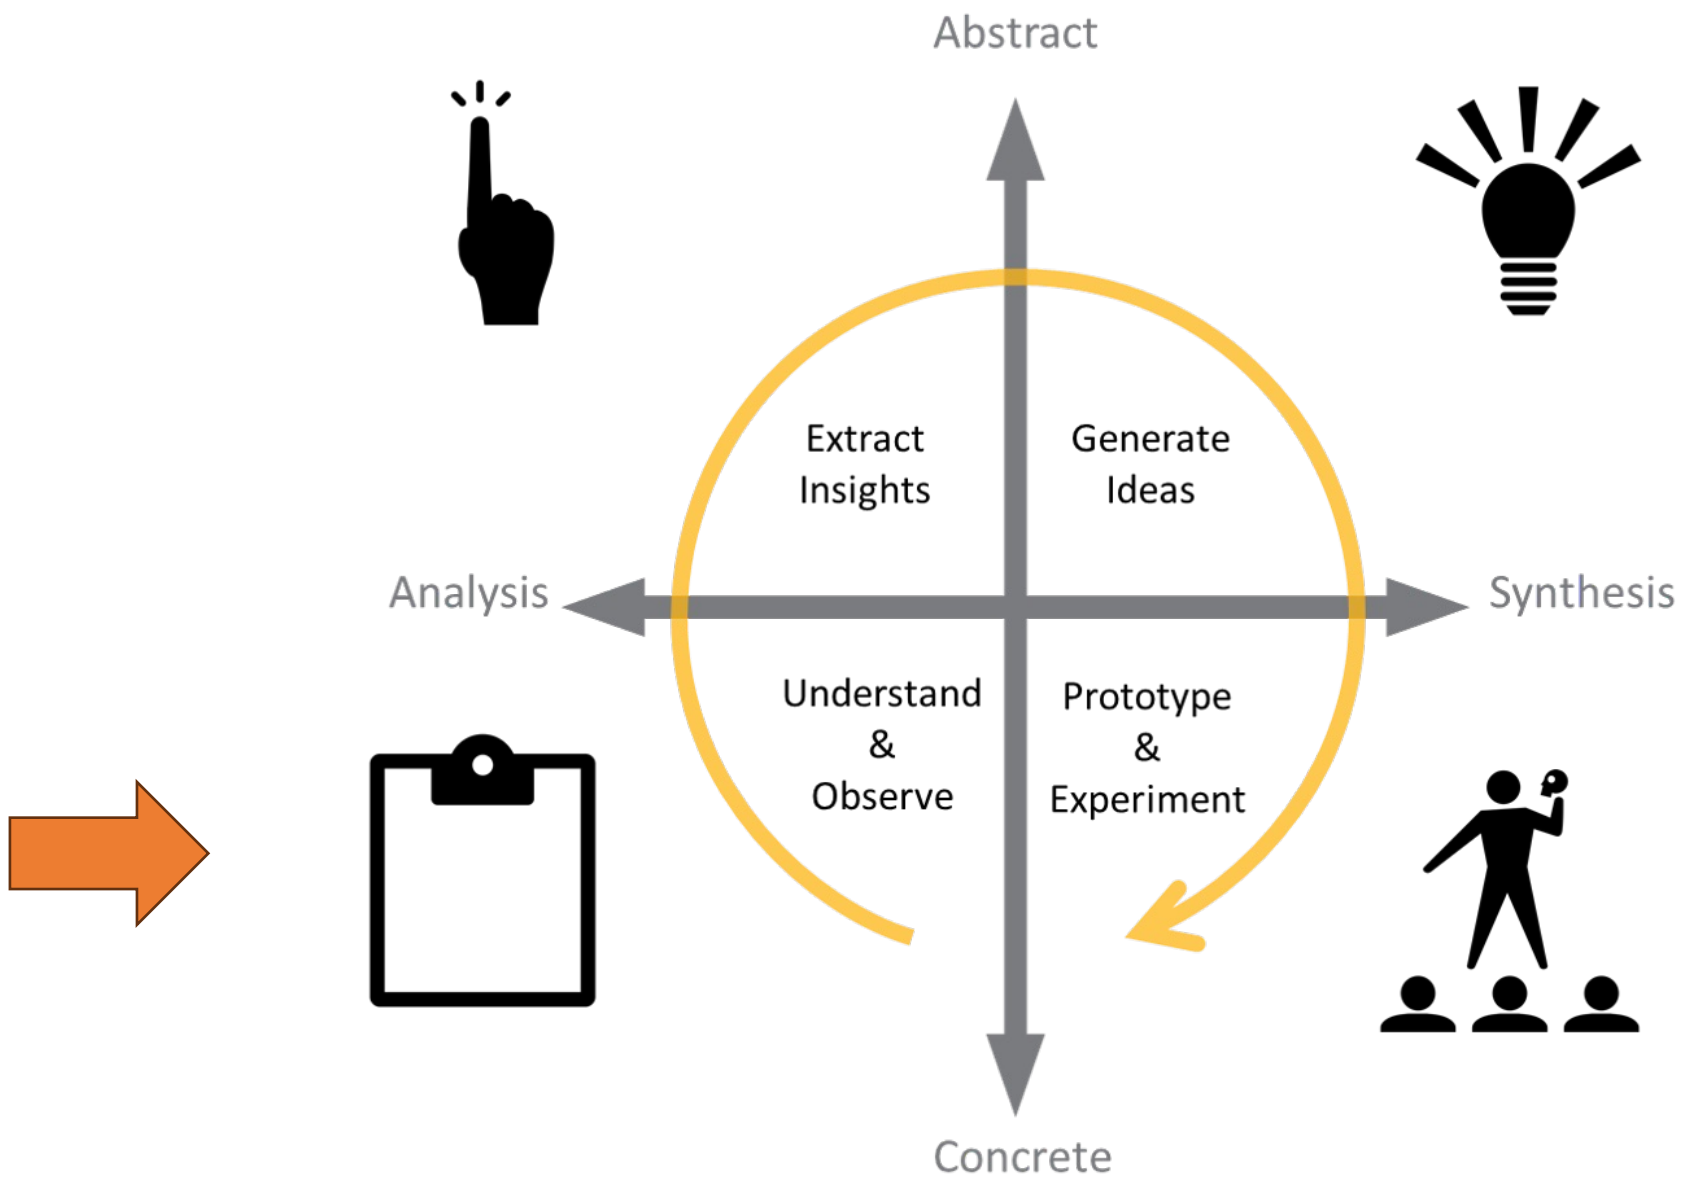 Abstract
Extract
Insights
Generate
Ideas
Analysis
Synthesis
Understand
&
Observe
Prototype
&
Experiment
Concrete